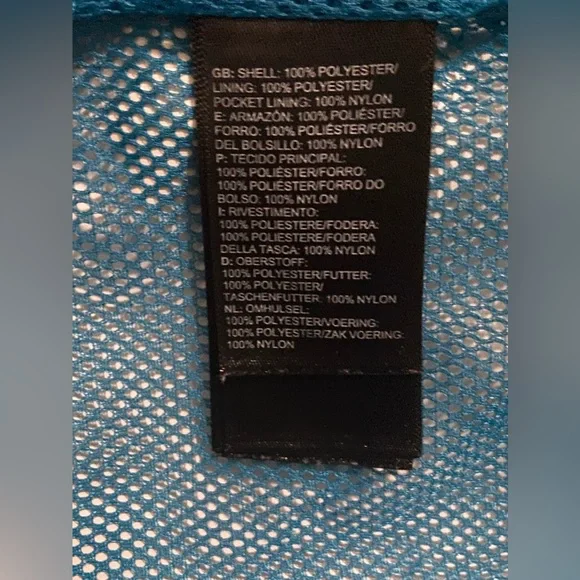 GB: SHELL: 100% POLYESTER/
LINING: 100% POLYESTER/
POCKET LINING: 100% NYLON
E: ARMAZÓN: 100% POLIÉSTER/
FORRO: 100% POLIÉSTER/FORRO
DEL BOLSILLO: 100% NYLON
P: TECIDO PRINCIPAL:
100% POLIÉSTER/FORRO:
100% POLIÉSTER/FORRO DO
BOLSO: 100% NYLON
I: RIVESTIMENTO:
100% POLIESTERE/FODERA:
100% POLIESTERE/FODERA
DELLA TASCA: 100% NYLON
D: OBERSTOFF:
100% POLYESTER/FUTTER:
100% POLYESTER/
TASCHENFUTTER: 100% NYLON
NL: OMHULSEL:
100% POLYESTER/VOERING:
100% POLYESTER/ZAK VOERING:
100% NYLON